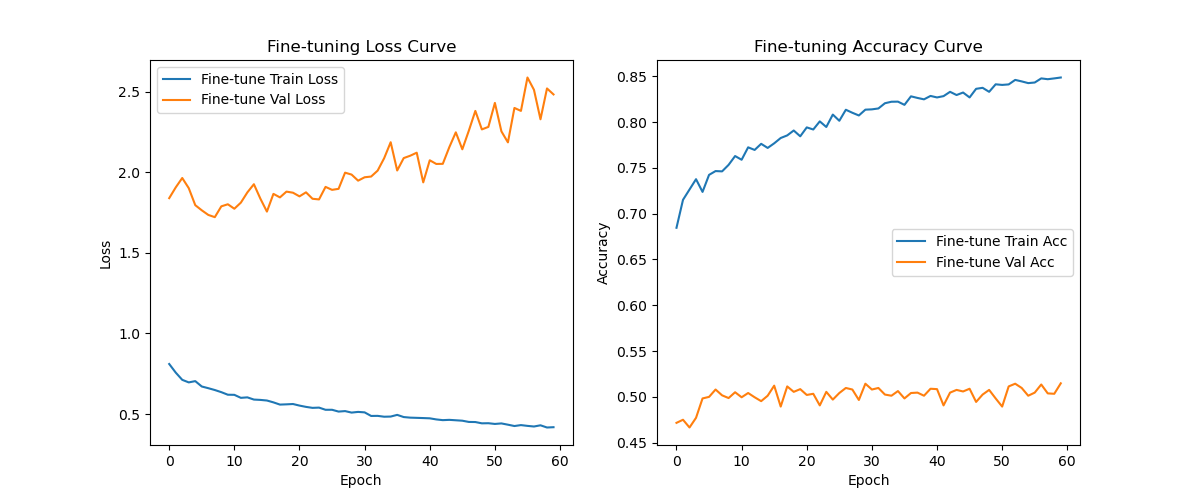 Fine-tuning Loss Curve
Fine-tune Train Loss
Fine-tune Val Loss
2.5
2.0
1.5
1.0
0.5
Loss
0 10 20 30 40 50 60
Epoch
Fine-tuning Accuracy Curve
0.85
0.80
0.75
0.70
0.65
0.60
0.55
0.50
0.45
Accuracy
Fine-tune Train Acc
Fine-tune Val Acc
0 10 20 30 40 50 60
Epoch